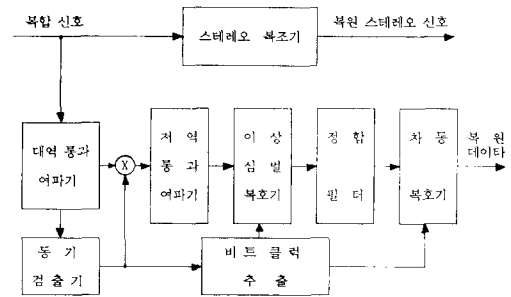 복합 신호
스테레오 복조기
복원 스테레오 신호
대역 통과
여파기
X
저 역
통 과
여파기
이 상
심 벌
복호기
정 합
필 터
차 동
복호기
복 원
데이타
동 기
검출기
비 트 클 럭
추 출